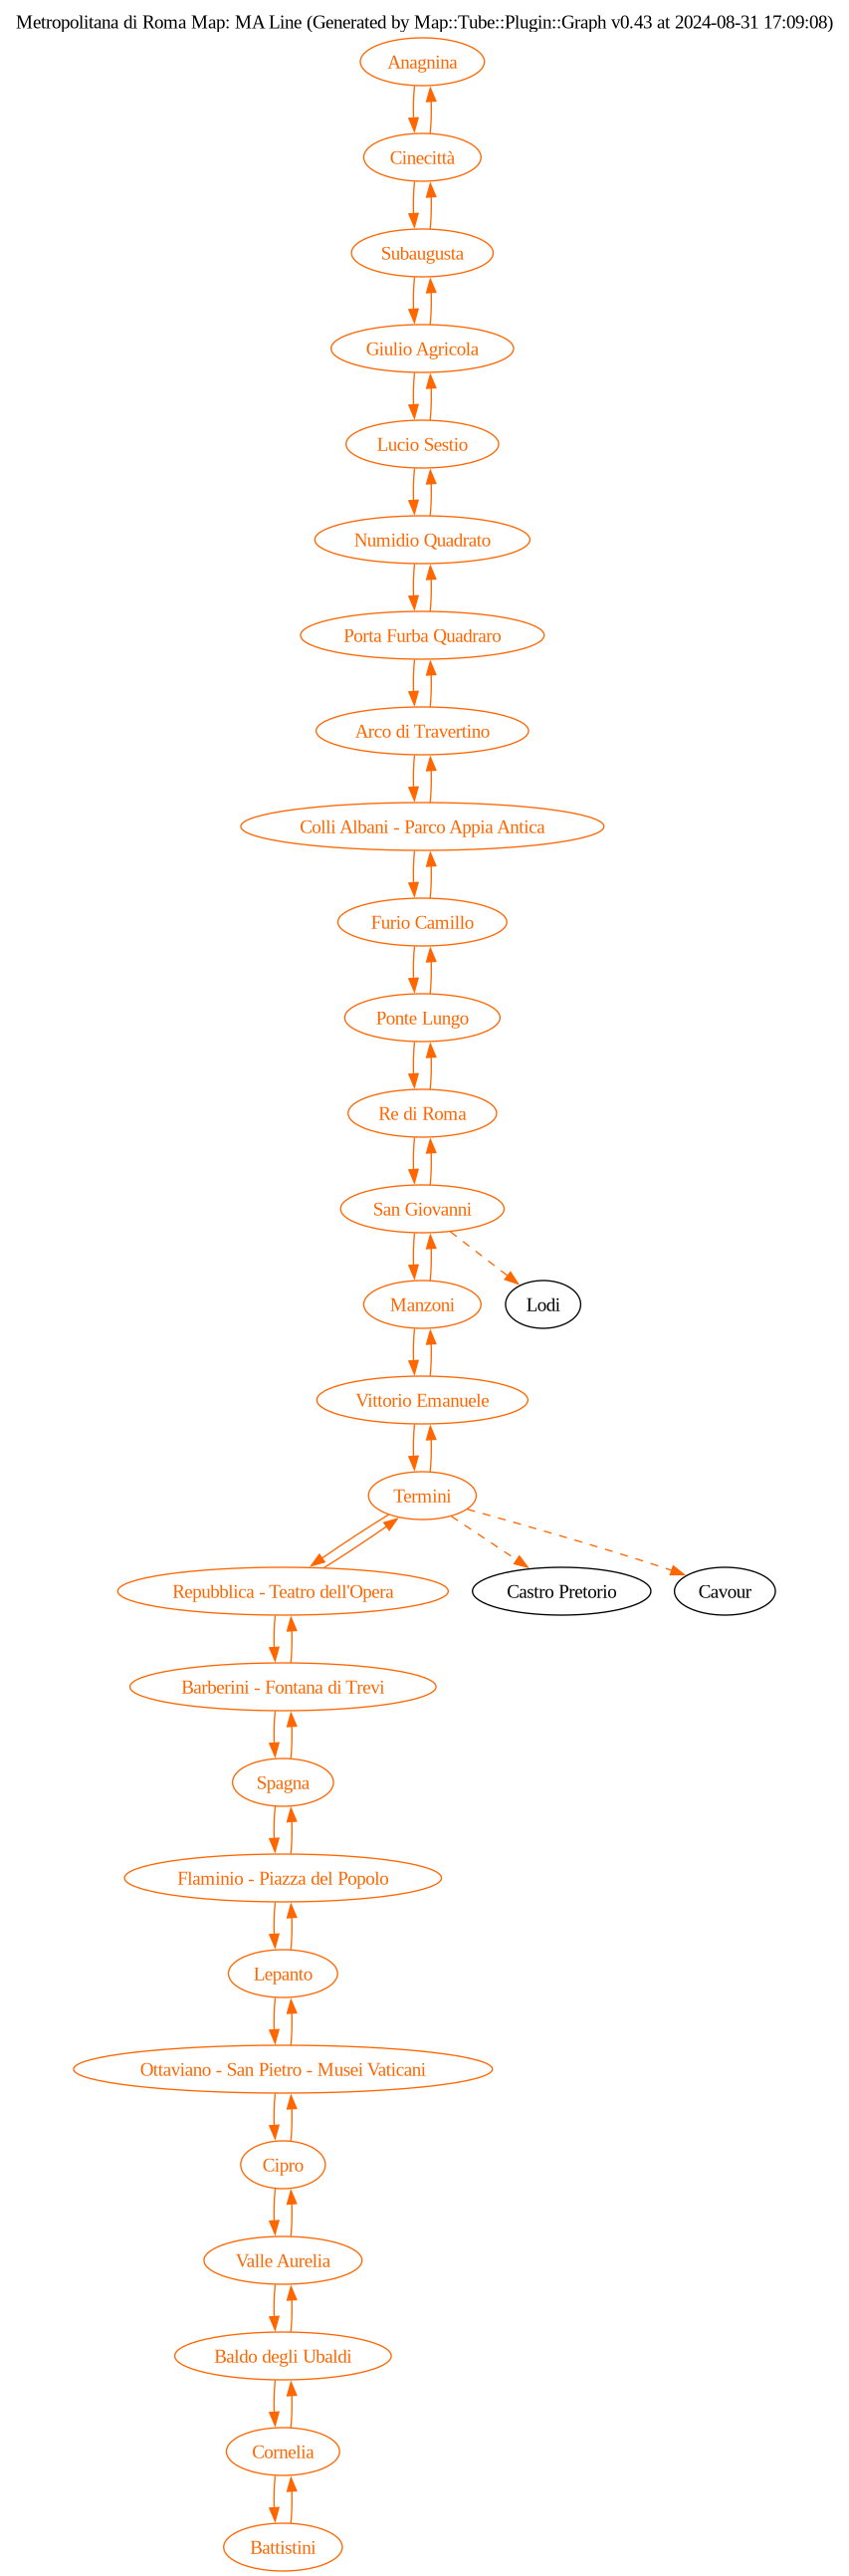 Metropolitana di Roma Map: MA Line (Generated by Map::Tube::Plugin::Graph v0.43 at 2024-08-31 17:09:08)
Anagnina
Cinecittà
Subaugusta
Giulio Agricola
Lucio Sestio
Numidio Quadrato
Porta Furba Quadraro
Arco di Travertino
Colli Albani - Parco Appia Antica
Furio Camillo
Ponte Lungo
Re di Roma
San Giovanni
Manzoni
Lodi
Vittorio Emanuele
Termini
Repubblica - Teatro dell'Opera
Castro Pretorio
Cavour
Barberini - Fontana di Trevi
Spagna
Flaminio - Piazza del Popolo
Lepanto
Ottaviano - San Pietro - Musei Vaticani
Cipro
Valle Aurelia
Baldo degli Ubaldi
Cornelia
Battistini